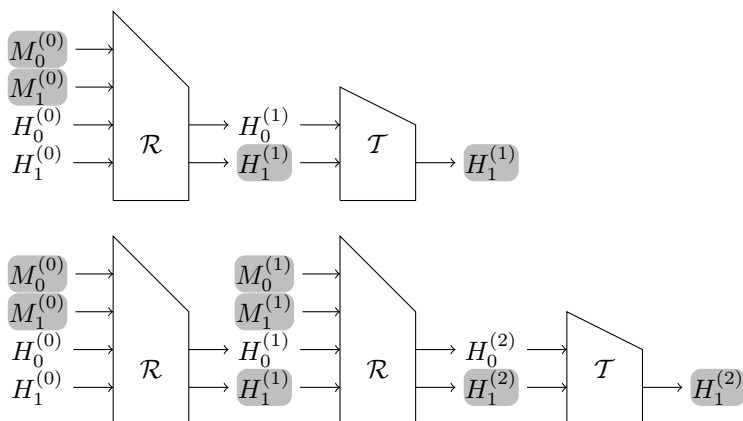 M_0^{(0)}
M_1^{(0)}
H_0^{(0)} H_0^{(1)}
H_1^{(0)} R H_1^{(1)} T H_1^{(1)}
M_0^{(0)} M_0^{(1)}
M_1^{(0)} M_1^{(1)}
H_0^{(0)} H_0^{(1)} H_0^{(2)}
H_1^{(0)} R H_1^{(1)} R H_1^{(2)} T H_1^{(2)}